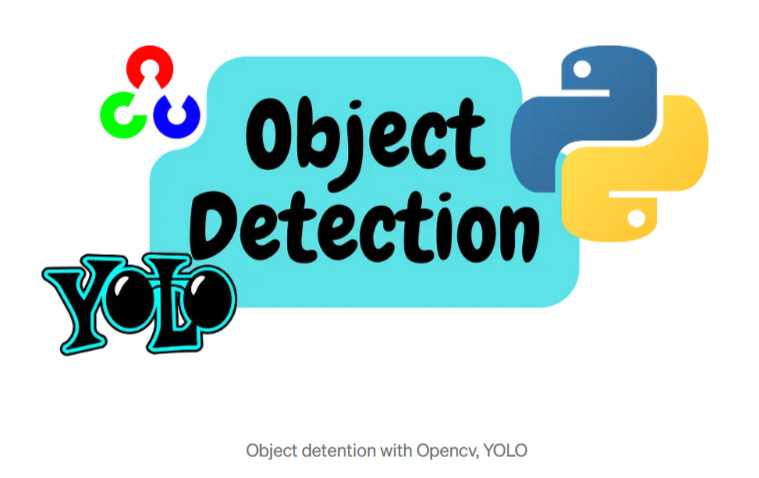 Object
Detection
YOLO
Object detention with Opencv, YOLO